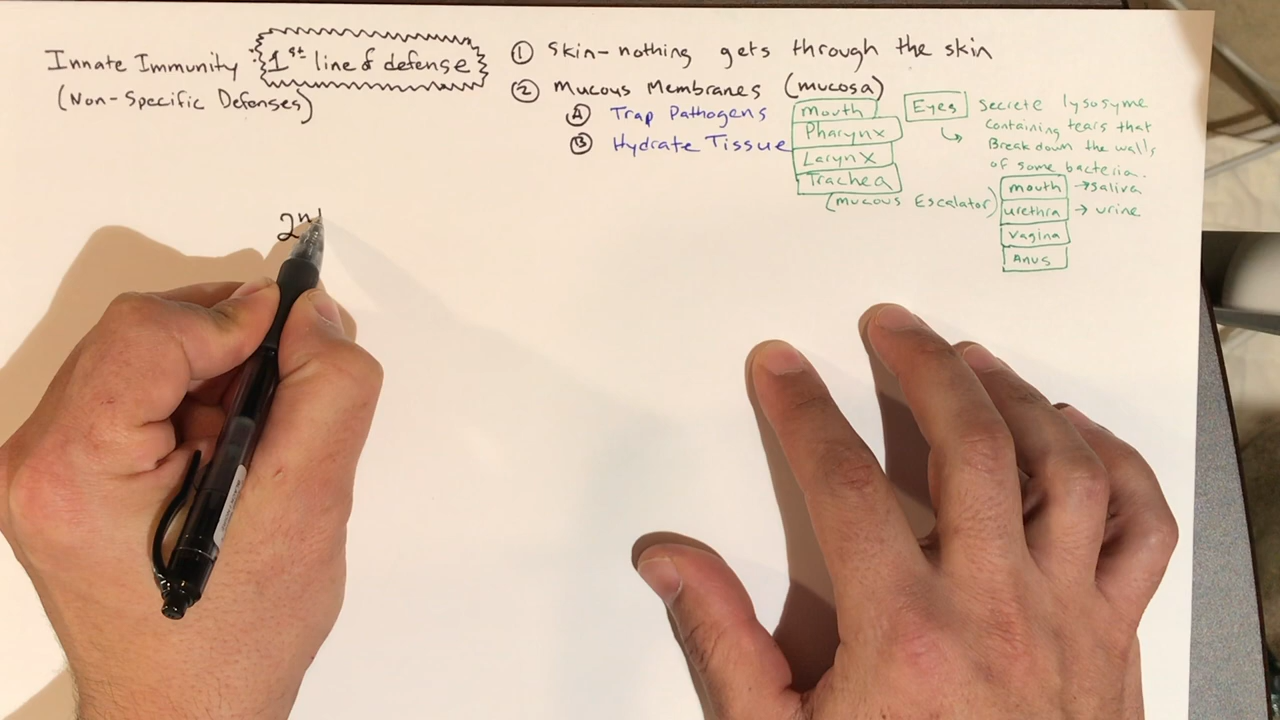 Innate Immunity : 1st line of defense
(Non-Specific Defenses)
① Skin-nothing gets through the skin
② Mucous Membranes (mucosa)
Ⓐ Trap Pathogens
Ⓑ Hydrate Tissue
mouth
Pharynx
Larynx
Trachea
(mucous Escalator)
Eyes
secrete lysosyme
containing tears that
Break down the walls
of some bacteria.
mouth → saliva
urethra → urine
vagina
Anus
2nd